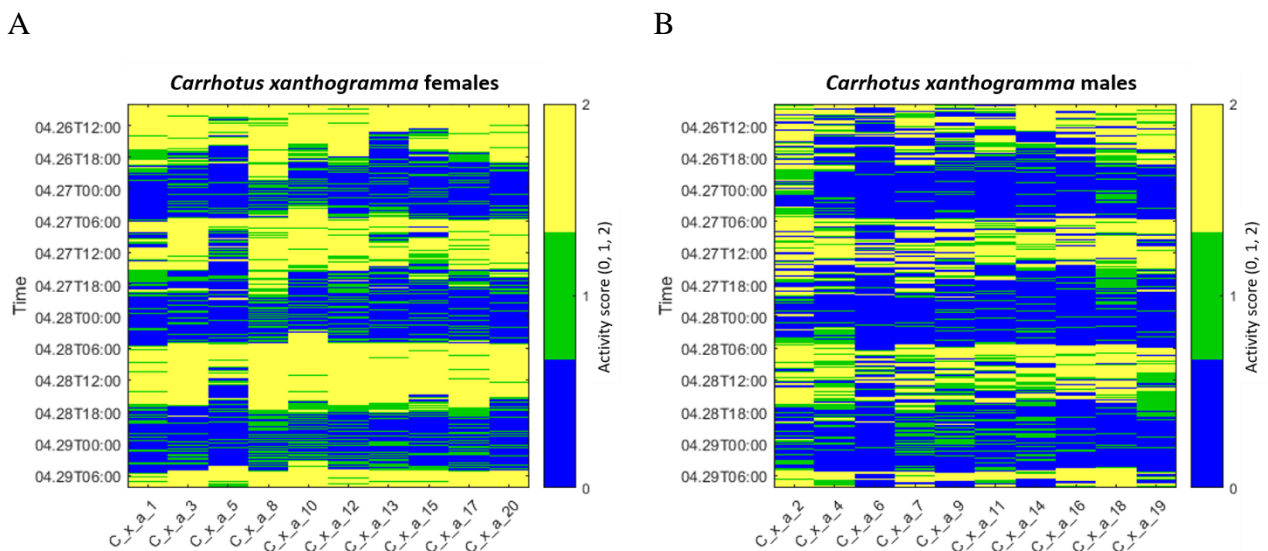 A
Carrhotus xanthogramma females
Time
04.26T12:00
04.26T18:00
04.27T00:00
04.27T06:00
04.27T12:00
04.27T18:00
04.28T00:00
04.28T06:00
04.28T12:00
04.28T18:00
04.29T00:00
04.29T06:00
C_x_a_1
C_x_a_3
C_x_a_5
C_x_a_8
C_x_a_10
C_x_a_12
C_x_a_13
C_x_a_15
C_x_a_17
C_x_a_20
2
1
0
Activity score (0, 1, 2)
B
Carrhotus xanthogramma males
Time
04.26T12:00
04.26T18:00
04.27T00:00
04.27T06:00
04.27T12:00
04.27T18:00
04.28T00:00
04.28T06:00
04.28T12:00
04.28T18:00
04.29T00:00
04.29T06:00
C_x_a_2
C_x_a_4
C_x_a_6
C_x_a_7
C_x_a_9
C_x_a_11
C_x_a_14
C_x_a_16
C_x_a_18
C_x_a_19
2
1
0
Activity score (0, 1, 2)